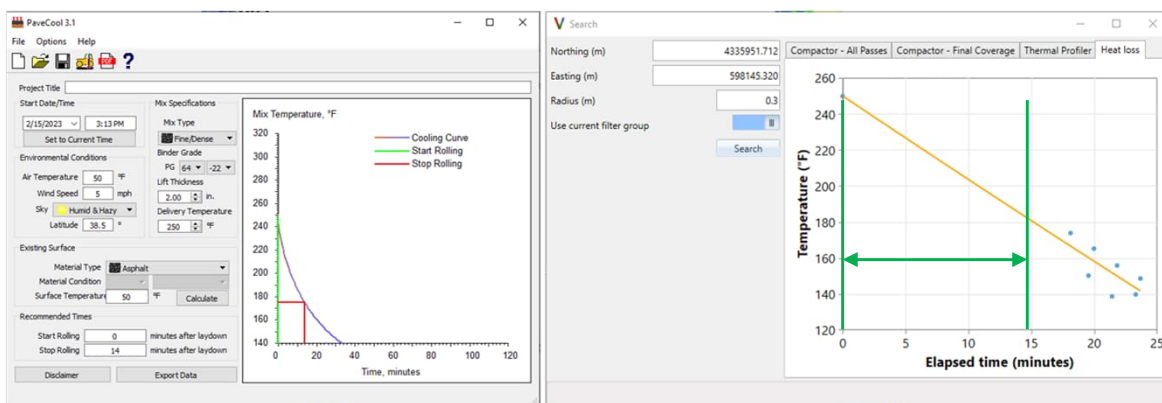 PaveCool 3.1
File Options Help
PDF ?
Project Title
Start Date/Time
2/15/2023 3:13 PM
Set to Current Time
Environmental Conditions
Air Temperature 50 °F
Wind Speed 5 mph
Sky Humid & Hazy
Latitude 38.5 °
Mix Specifications
Mix Type
Fine/Dense
Binder Grade
PG 64 -22
Lift Thickness
2.00 in.
Delivery Temperature
250 °F
Existing Surface
Material Type Asphalt
Material Condition
Surface Temperature 50 °F Calculate
Recommended Times
Start Rolling 0 minutes after laydown
Stop Rolling 14 minutes after laydown
Disclaimer Export Data
Mix Temperature, °F
320
300
280
260
240
220
200
180
160
140
Cooling Curve
Start Rolling
Stop Rolling
0 20 40 60 80 100 120
Time, minutes
Search
Northing (m) 4335951.712
Easting (m) 598145.320
Radius (m) 0.3
Use current filter group
Search
Compactor - All Passes Compactor - Final Coverage Thermal Profiler Heat loss
Temperature (°F)
260
240
220
200
180
160
140
120
0 5 10 15 20 25
Elapsed time (minutes)